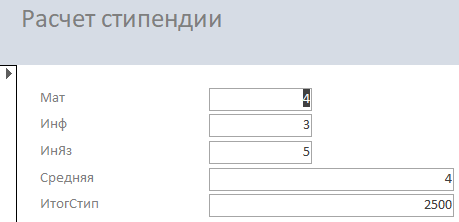 Расчет стипендии
Мат 4
Инф 3
ИнЯз 5
Средняя 4
ИтогСтип 2500